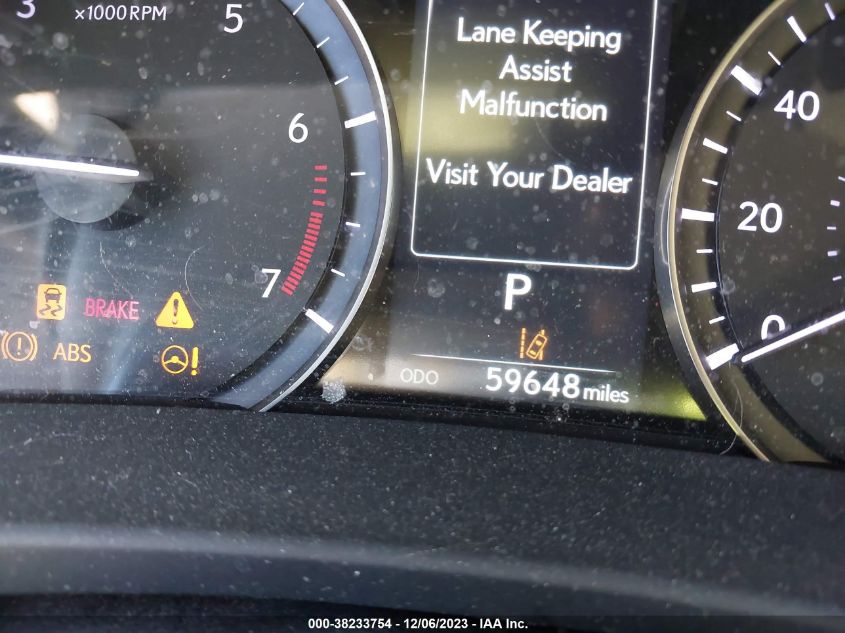 3 x1000RPM 5
6
7
Lane Keeping
Assist
Malfunction
Visit Your Dealer
P
BRAKE
ABS
ODO 59648 miles
40
20
0
000-38233754 - 12/06/2023 - IAA Inc.